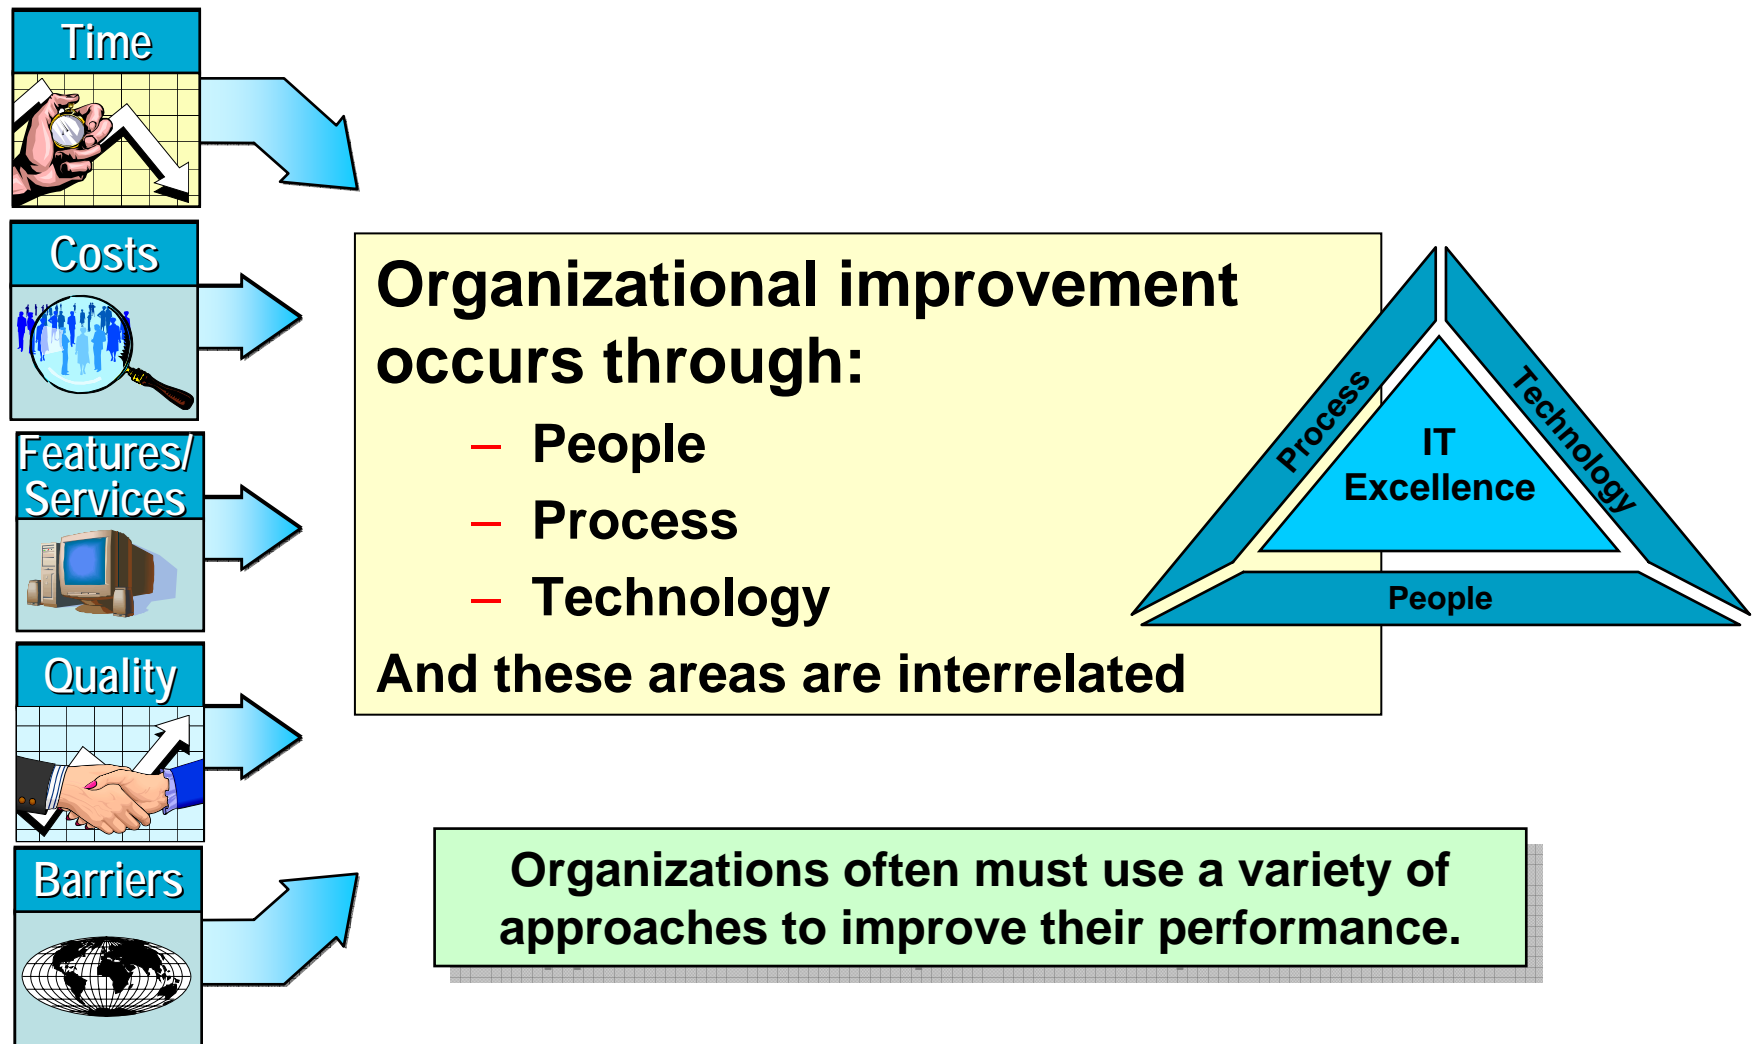 Time
Costs
Features/
Services
Quality
Barriers
Organizational improvement
occurs through:
– People
– Process
– Technology
And these areas are interrelated
Process
Technology
IT
Excellence
People
Organizations often must use a variety of
approaches to improve their performance.